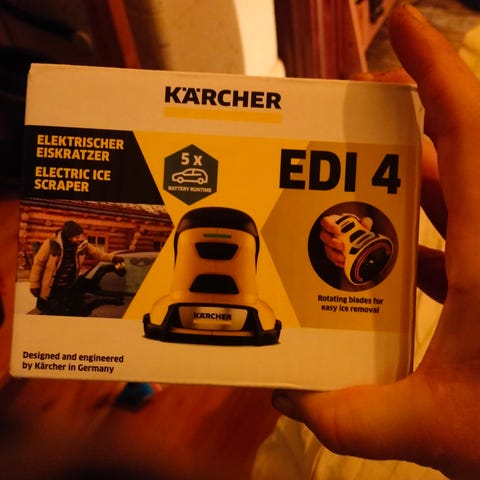 KÄRCHER
ELEKTRISCHER
EISKRATZER
ELECTRIC ICE
SCRAPER
5 X
BATTERY RUNTIME
EDI 4
KÄRCHER
Rotating blades for
easy ice removal
Designed and engineered
by Kärcher in Germany